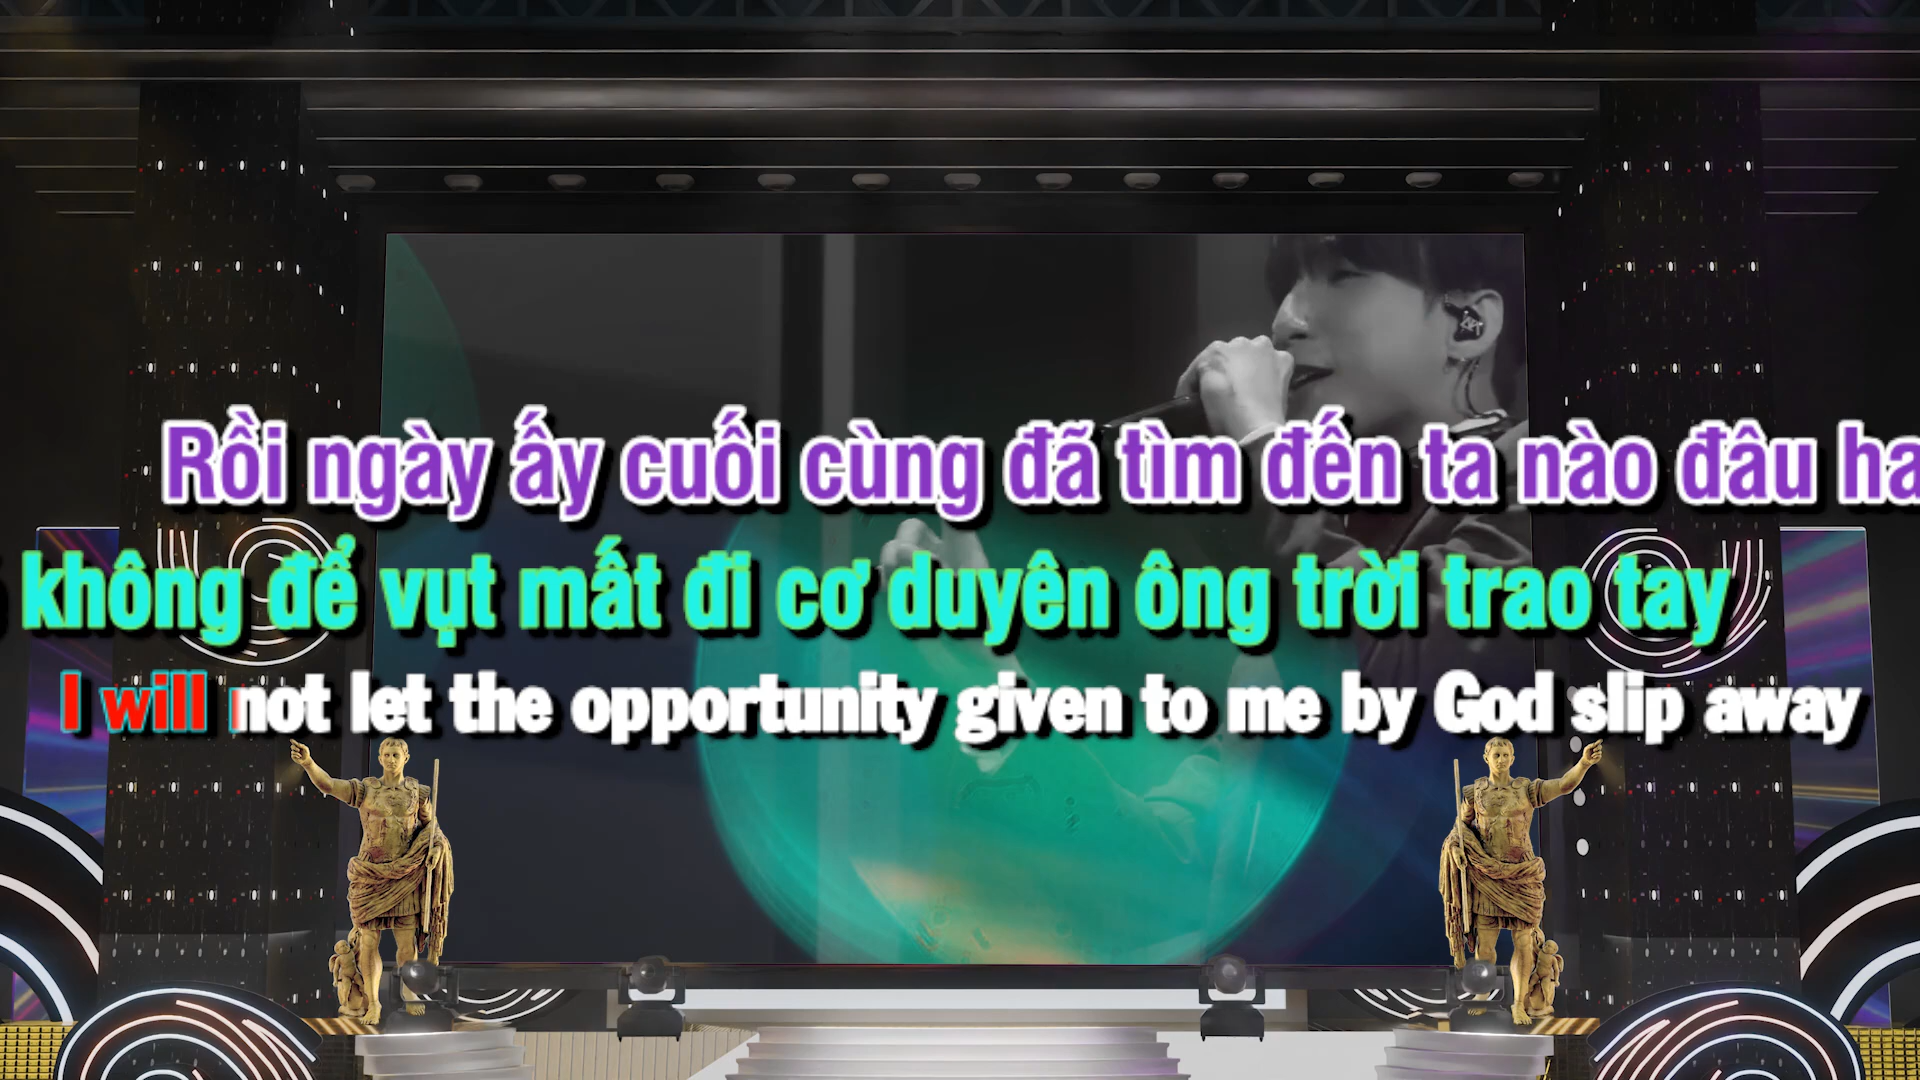 Rồi ngày ấy cuối cùng đã tìm đến ta nào đâu ha
không để vụt mất đi cơ duyên ông trời trao tay
I will not let the opportunity given to me by God slip away